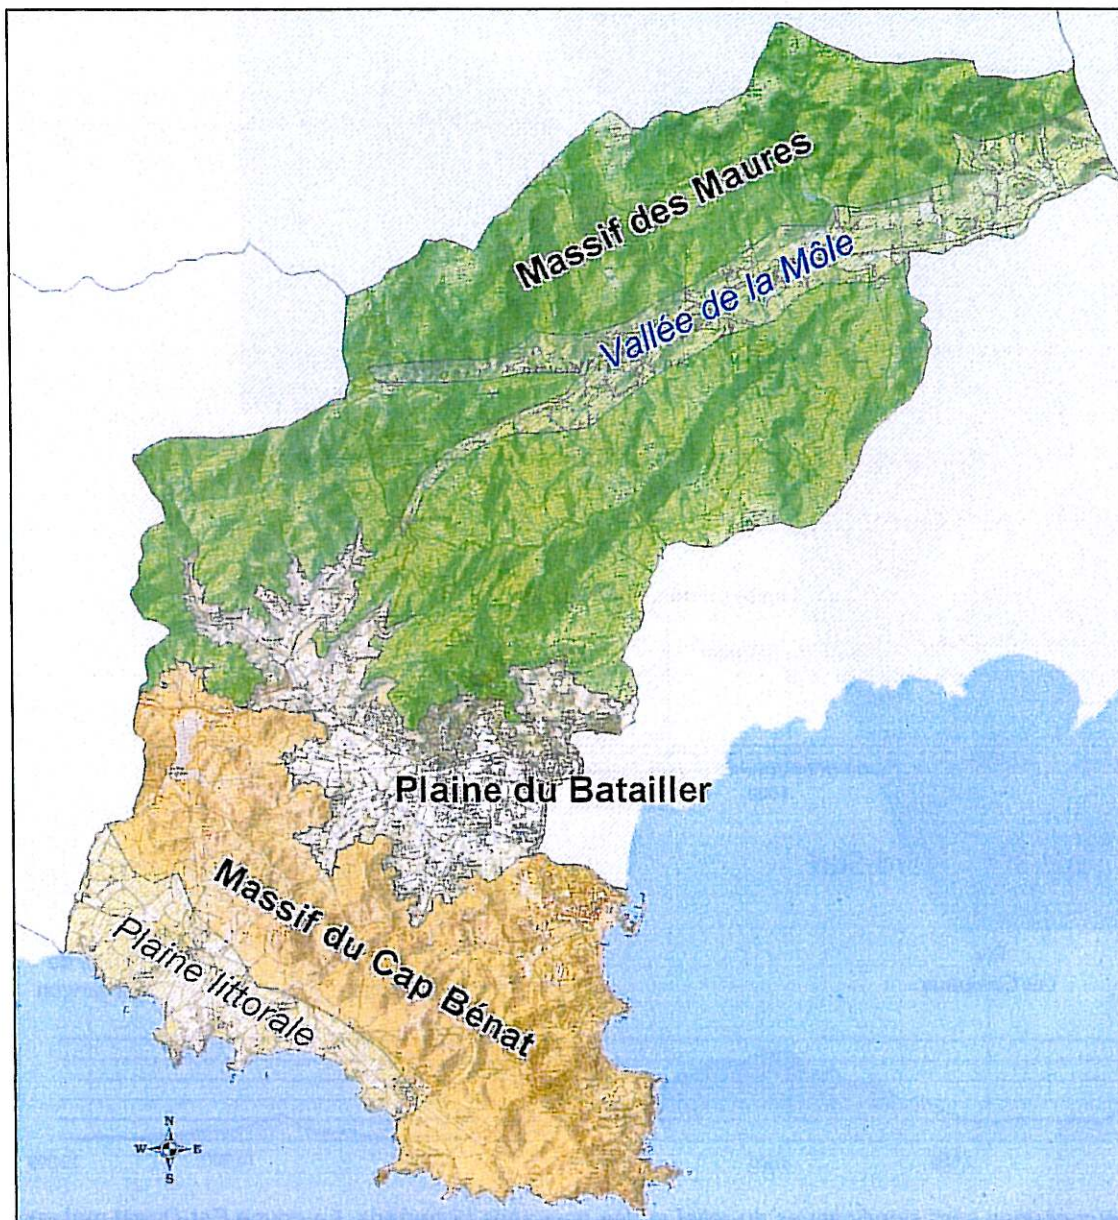 Massif des Maures
Vallée de la Môle
Plaine du Batailler
Massif du Cap Bénat
Plaine littorale
N
W E
S